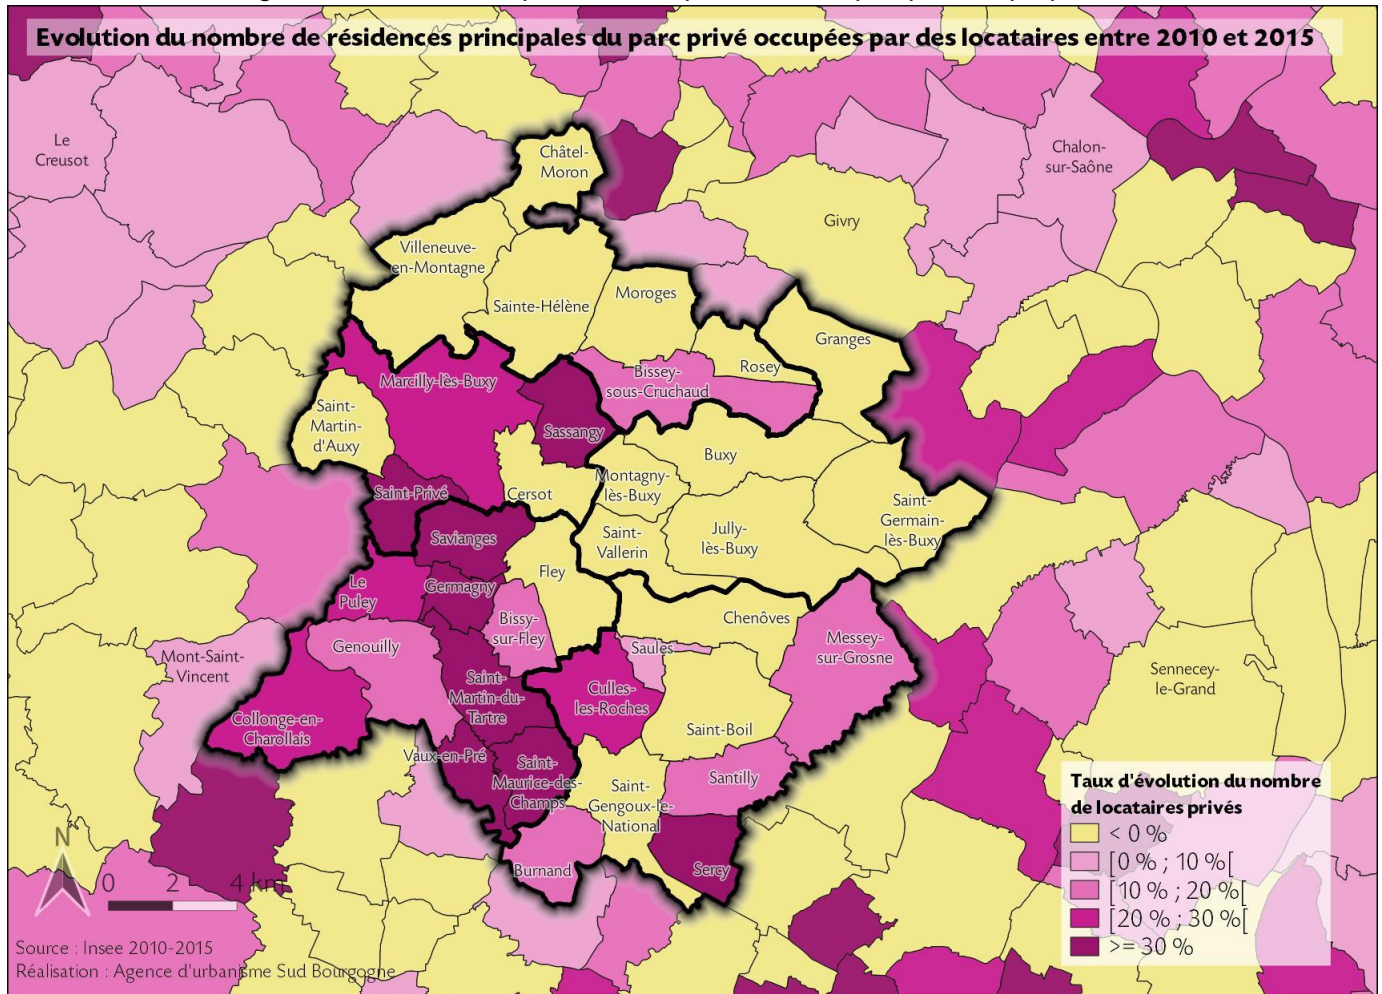 Evolution du nombre de résidences principales du parc privé occupées par des locataires entre 2010 et 2015
Le
Creusot
Châtel-
Moron
Chalon-
sur-Saône
Givry
Villeneuve-
en-Montagne
Sainte-Hélène
Moroges
Granges
Rosey
Bissey-
sous-Cruchaud
Marcilly-lès-Buxy
Saint-
Martin-
d'Auxy
Sassangy
Buxy
Montagny-
lès-Buxy
Saint-Privé
Cersot
Saint-
Germain-
lès-Buxy
Saint-
Vallerin
Jully-
lès-Buxy
Savianges
Fley
Le
Puley
Germagny
Bissy-
sur-Fley
Chenôves
Messey-
sur-Grosne
Genouilly
Saules
Mont-Saint-
Vincent
Sennecey-
le-Grand
Saint-
Martin-du-
Tartre
Culles-
les-Roches
Collonge-en-
Charollais
Saint-Boil
Vaux-en-Pré
Saint-
Maurice-des-
Champs
Santilly
Saint-
Gengoux-le-
National
Burnand
Sercy
Taux d'évolution du nombre
de locataires privés
< 0 %
[0 % ; 10 %[
[10 % ; 20 %[
[20 % ; 30 %[
>= 30 %
N
0 2 4 km
Source : Insee 2010-2015
Réalisation : Agence d'urbanisme Sud Bourgogne